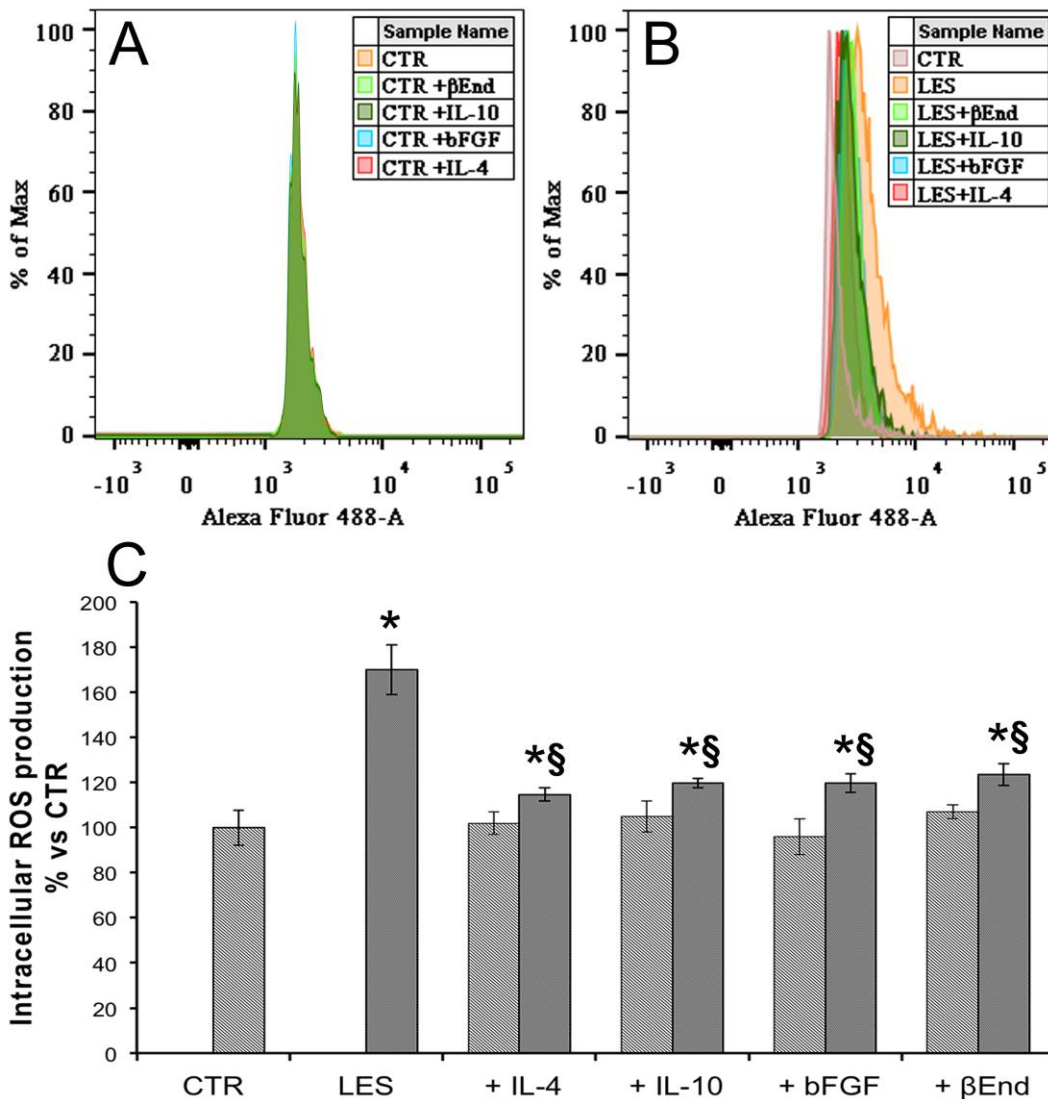 A
Sample Name
CTR
CTR +βEnd
CTR +IL-10
CTR +bFGF
CTR +IL-4
100
80
60
40
20
0
% of Max
-10 3 0 10 3 10 4 10 5
Alexa Fluor 488-A
B
Sample Name
CTR
LES
LES+βEnd
LES+IL-10
LES+bFGF
LES+IL-4
100
80
60
40
20
0
% of Max
-10 3 0 10 3 10 4 10 5
Alexa Fluor 488-A
C
Intracellular ROS production
% vs CTR
200
180
160
140
120
100
80
60
40
20
0
*
*§
*§
*§
*§
CTR LES + IL-4 + IL-10 + bFGF + βEnd